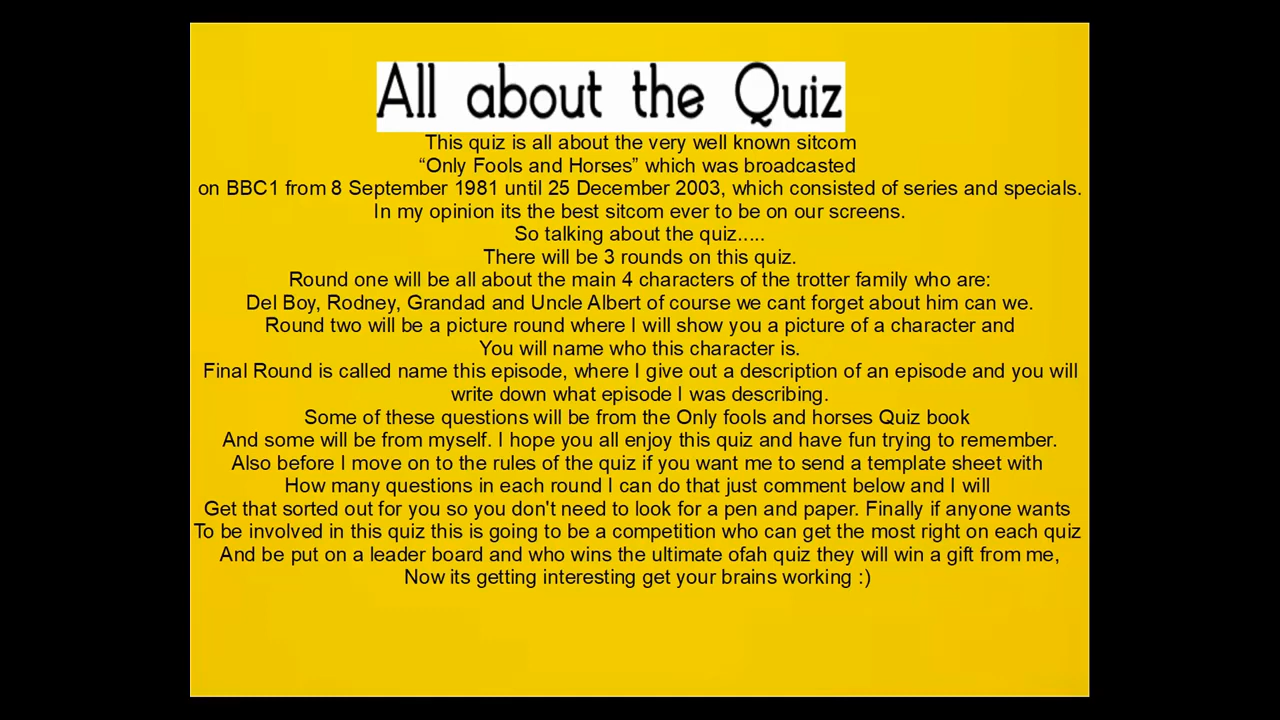 All about the Quiz
This quiz is all about the very well known sitcom
“Only Fools and Horses” which was broadcasted
on BBC1 from 8 September 1981 until 25 December 2003, which consisted of series and specials.
In my opinion its the best sitcom ever to be on our screens.
So talking about the quiz.....
There will be 3 rounds on this quiz.
Round one will be all about the main 4 characters of the trotter family who are:
Del Boy, Rodney, Grandad and Uncle Albert of course we cant forget about him can we.
Round two will be a picture round where I will show you a picture of a character and
You will name who this character is.
Final Round is called name this episode, where I give out a description of an episode and you will
write down what episode I was describing.
Some of these questions will be from the Only fools and horses Quiz book
And some will be from myself. I hope you all enjoy this quiz and have fun trying to remember.
Also before I move on to the rules of the quiz if you want me to send a template sheet with
How many questions in each round I can do that just comment below and I will
Get that sorted out for you so you don't need to look for a pen and paper. Finally if anyone wants
To be involved in this quiz this is going to be a competition who can get the most right on each quiz
And be put on a leader board and who wins the ultimate ofah quiz they will win a gift from me,
Now its getting interesting get your brains working :)